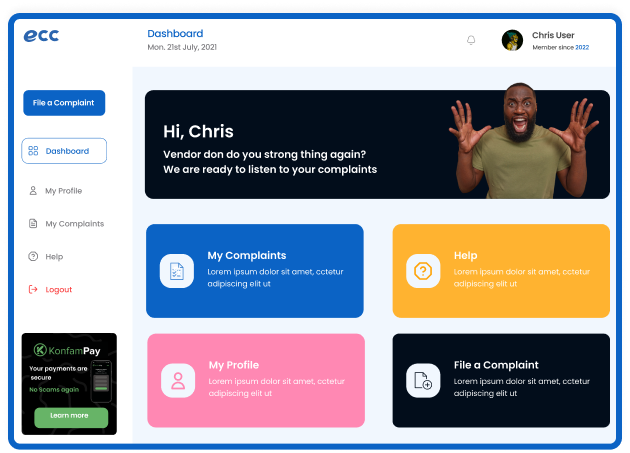 ecc
Dashboard
Mon. 21st July, 2021
Chris User
Member since 2022
File a Complaint
Dashboard
My Profile
My Complaints
Help
Logout
KonfamPay
Your payments are
secure
No Scams again
Learn more
Hi, Chris
Vendor don do you strong thing again?
We are ready to listen to your complaints
My Complaints
Lorem ipsum dolor sit amet, cctetur
adipiscing elit ut
Help
Lorem ipsum dolor sit amet, cctetur
adipiscing elit ut
My Profile
Lorem ipsum dolor sit amet, cctetur
adipiscing elit ut
File a Complaint
Lorem ipsum dolor sit amet, cctetur
adipiscing elit ut